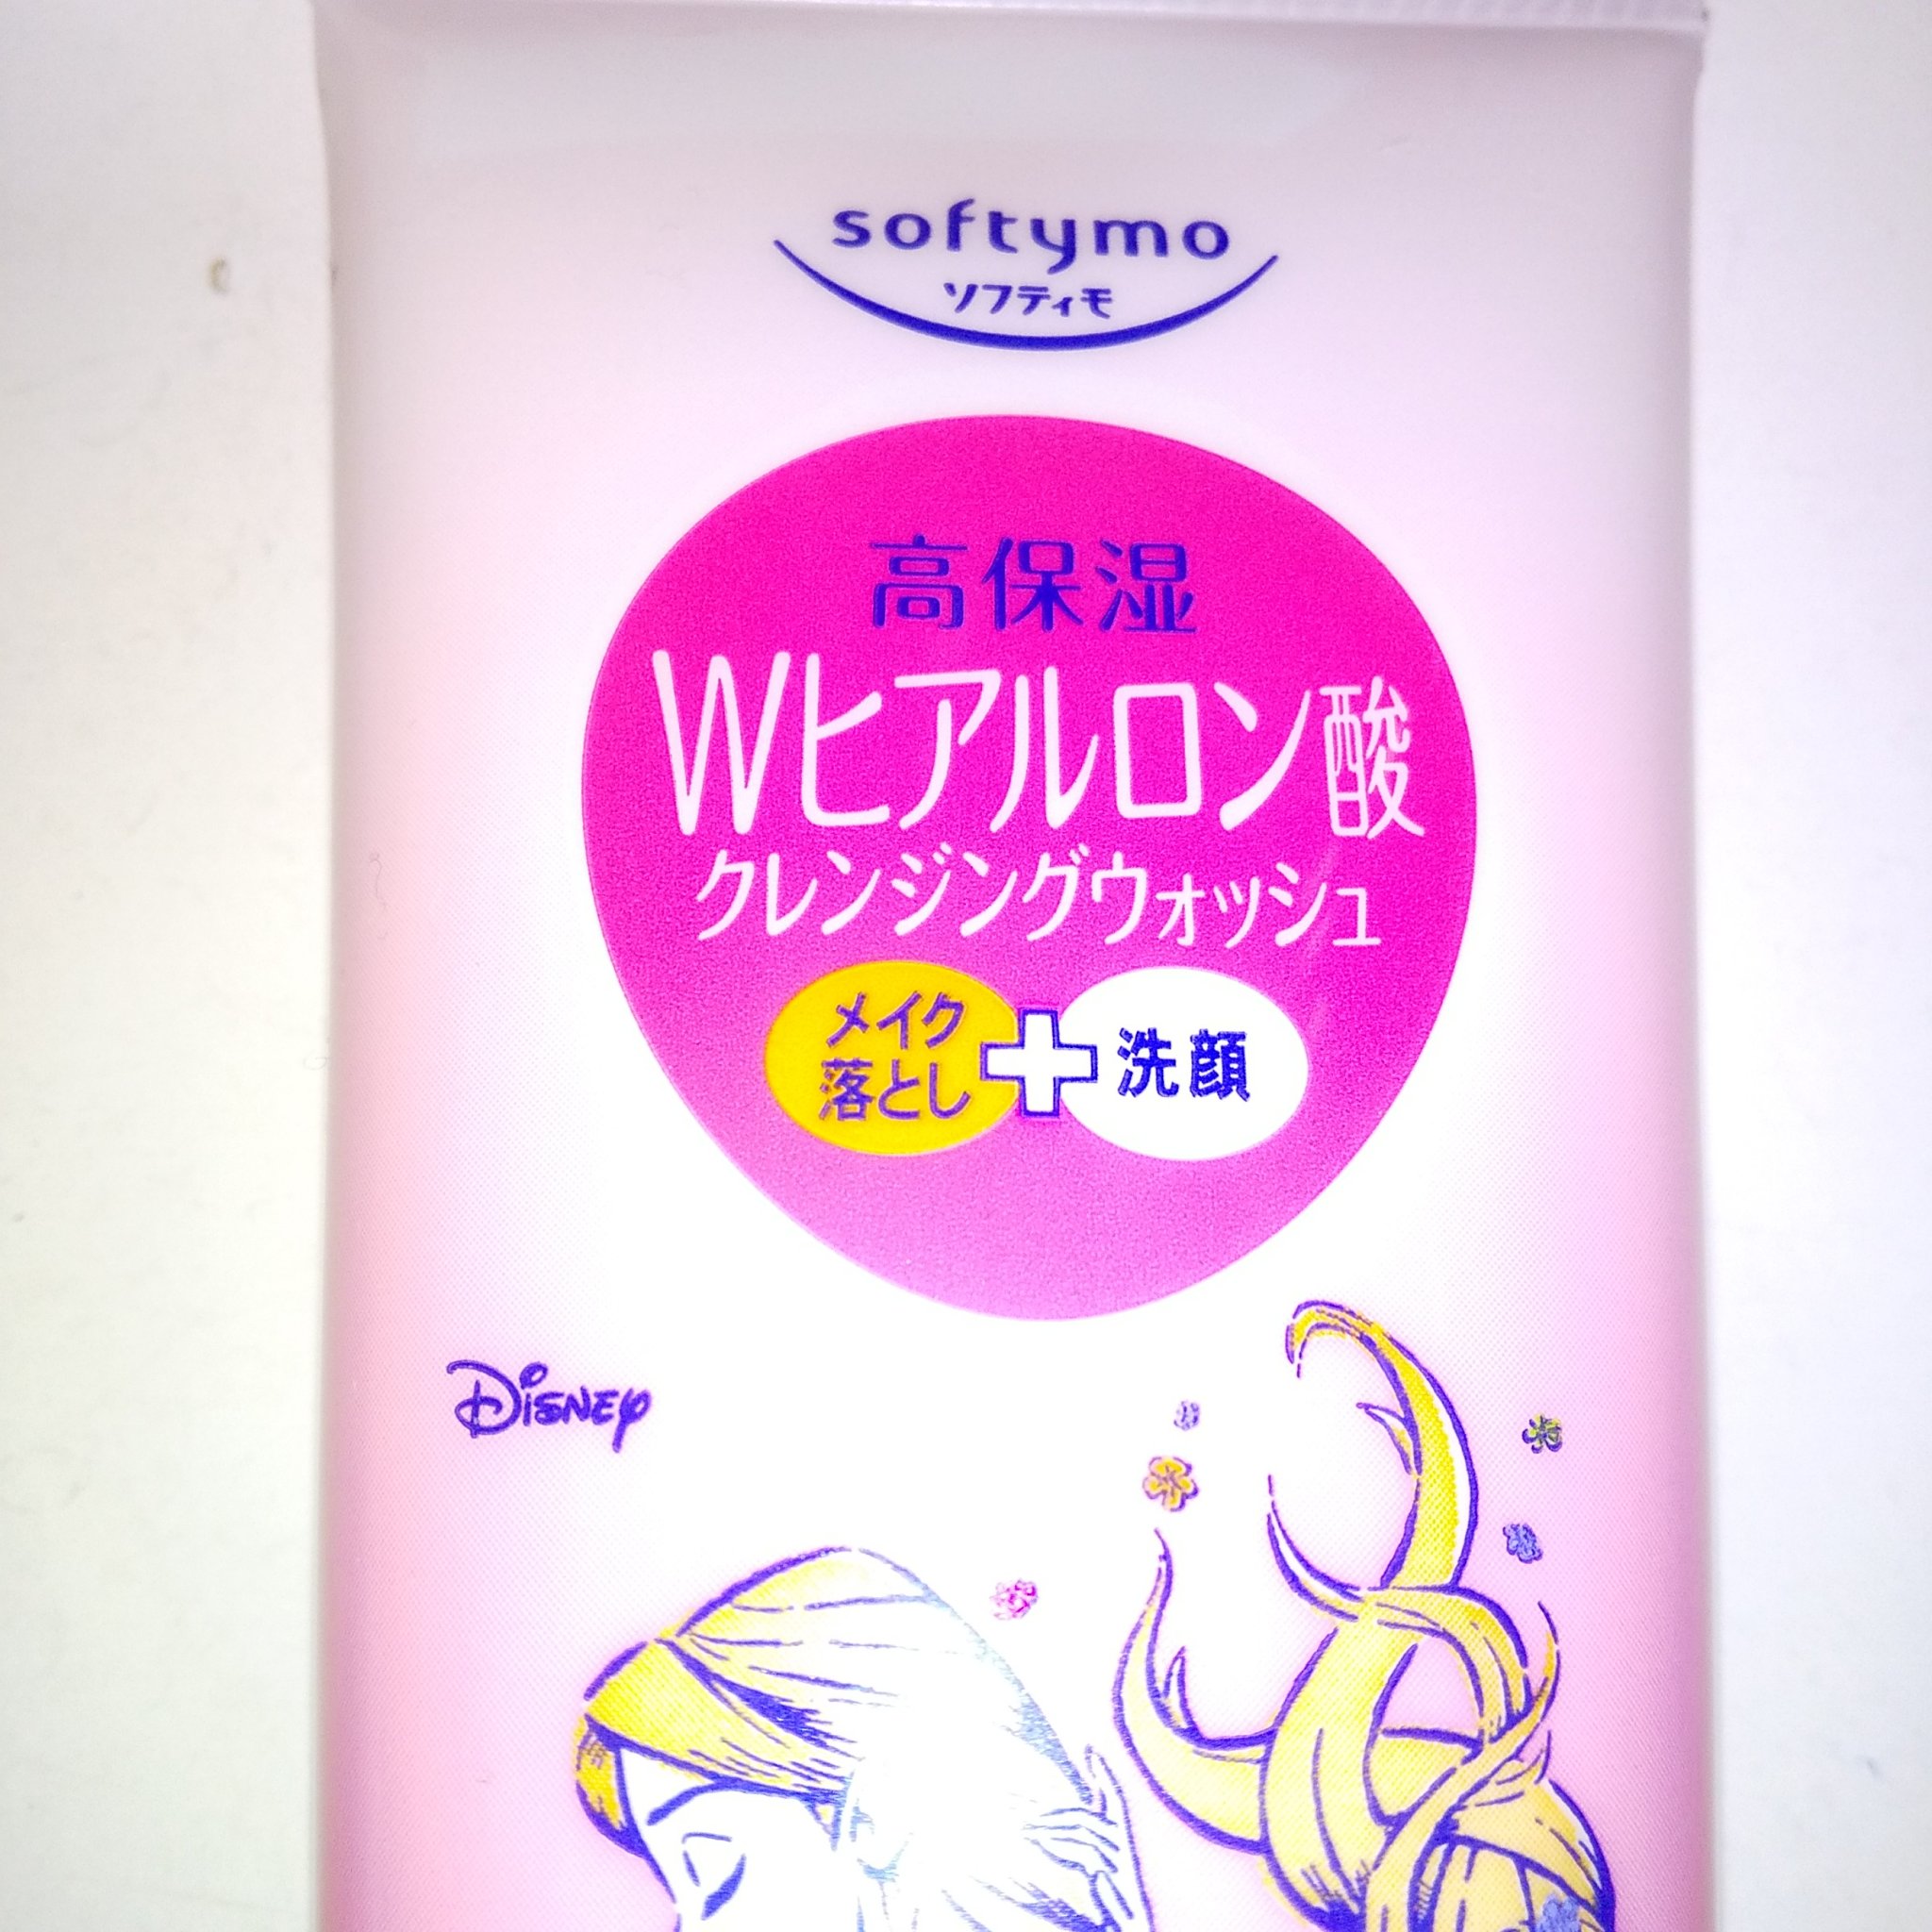 softymo
ソフティモ
高保湿
Wヒアルロン酸
クレンジングウォッシュ
メイク
落とし
+
洗顔
Disney